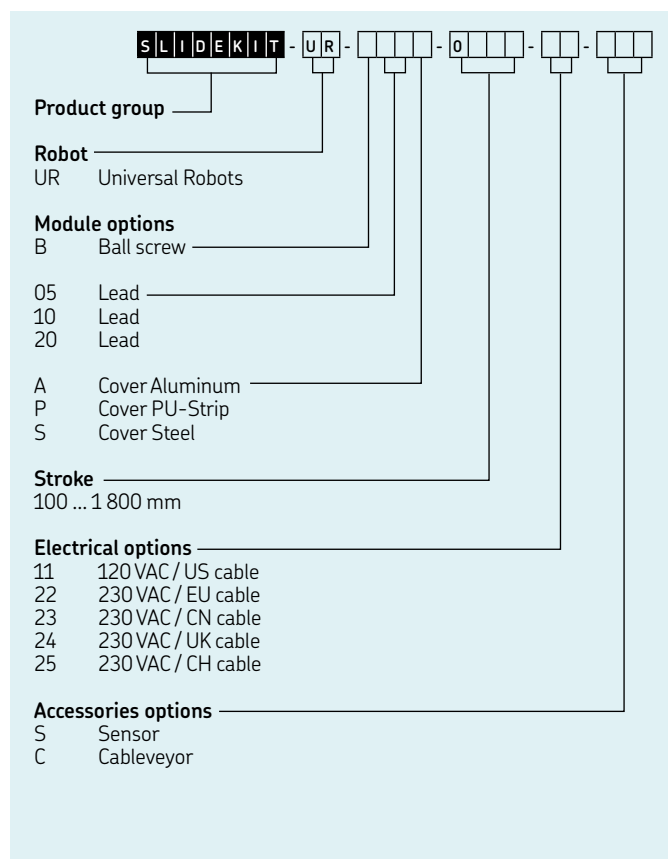 SLIDEKIT - UR - - 0 - -
Product group
Robot
UR Universal Robots
Module options
B Ball screw
05 Lead
10 Lead
20 Lead
A Cover Aluminum
P Cover PU-Strip
S Cover Steel
Stroke
100 ... 1 800 mm
Electrical options
11 120 VAC / US cable
22 230 VAC / EU cable
23 230 VAC / CN cable
24 230 VAC / UK cable
25 230 VAC / CH cable
Accessories options
S Sensor
C Cableveyor